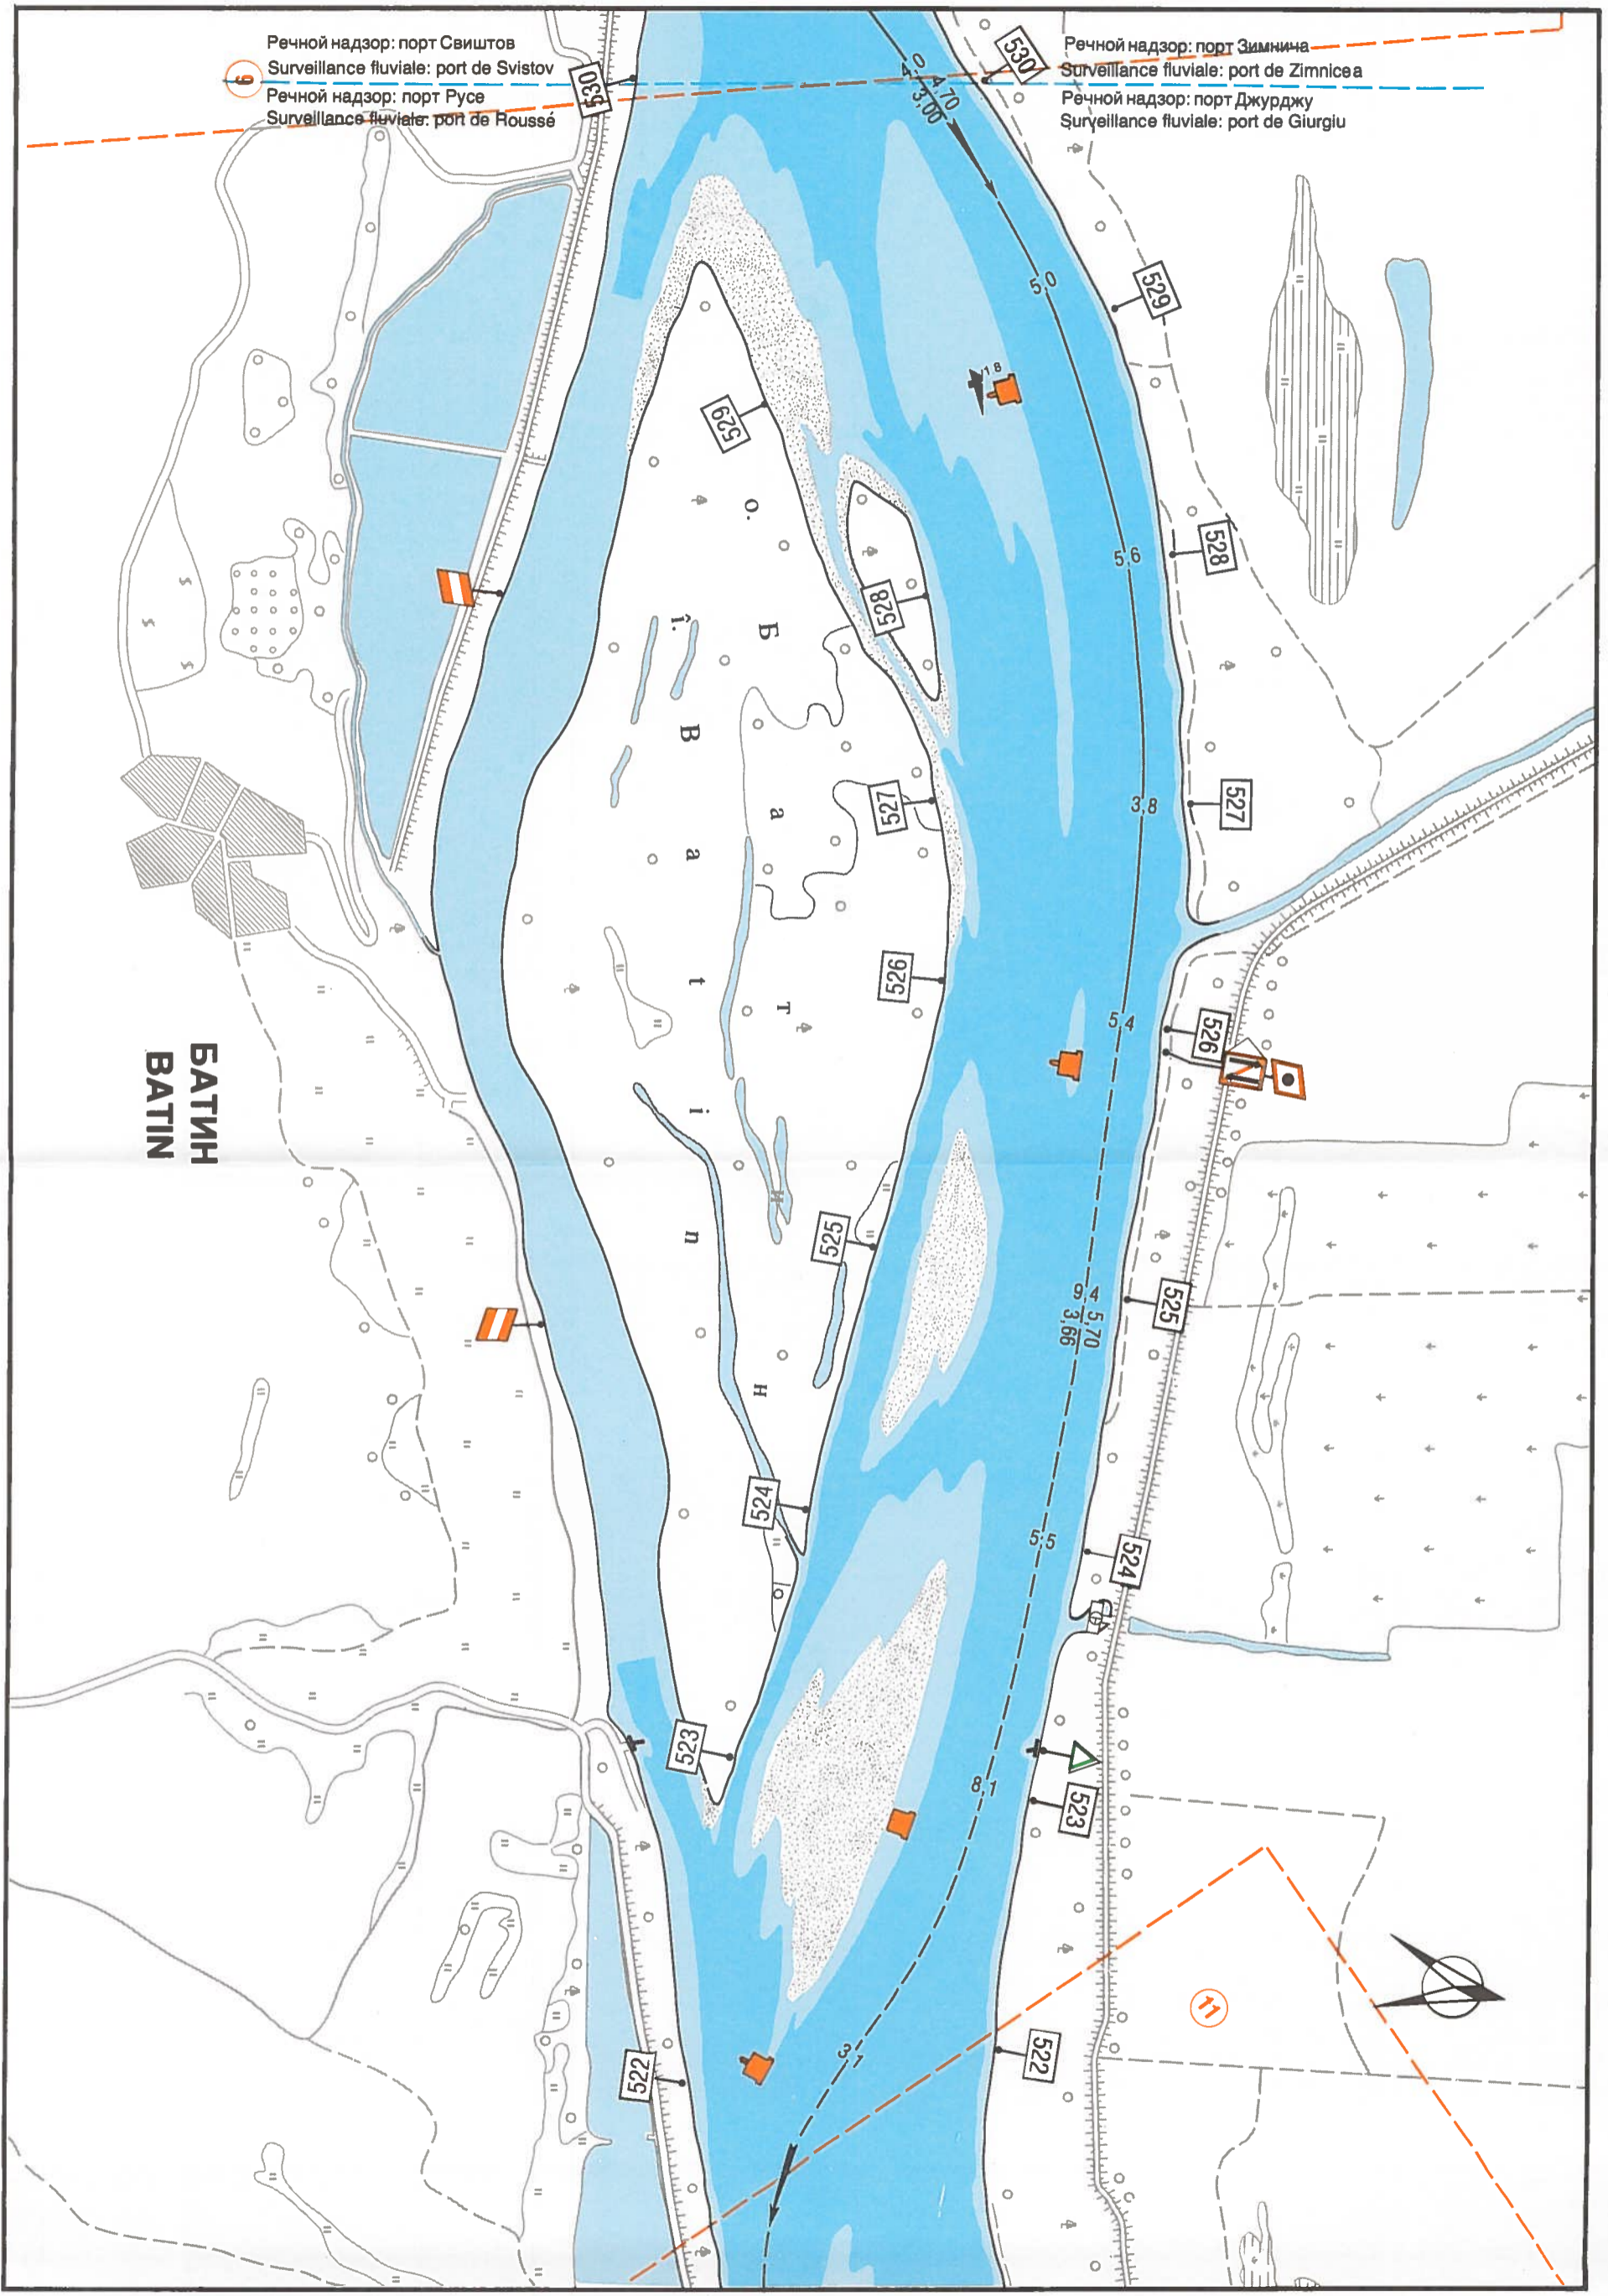 Речной надзор: порт Свиштов
Surveillance fluviale: port de Svistov
Речной надзор: порт Русе
Surveillance fluviale: port de Roussé
Речной надзор: порт Зимнича
Surveillance fluviale: port de Zimnicea
Речной надзор: порт Джурджу
Surveillance fluviale: port de Giurgiu
9
530
530
4,0 4,70
3,00
5,0
529
1.8
529
528
5,6
528
527
3,8
527
526
5,4
526
525
9,4 5,70
3,66
525
524
5,5
524
523
8,1
523
522
3,1
522
11
о. Б а т и н
î. B a t i n
БАТИН
BATIN